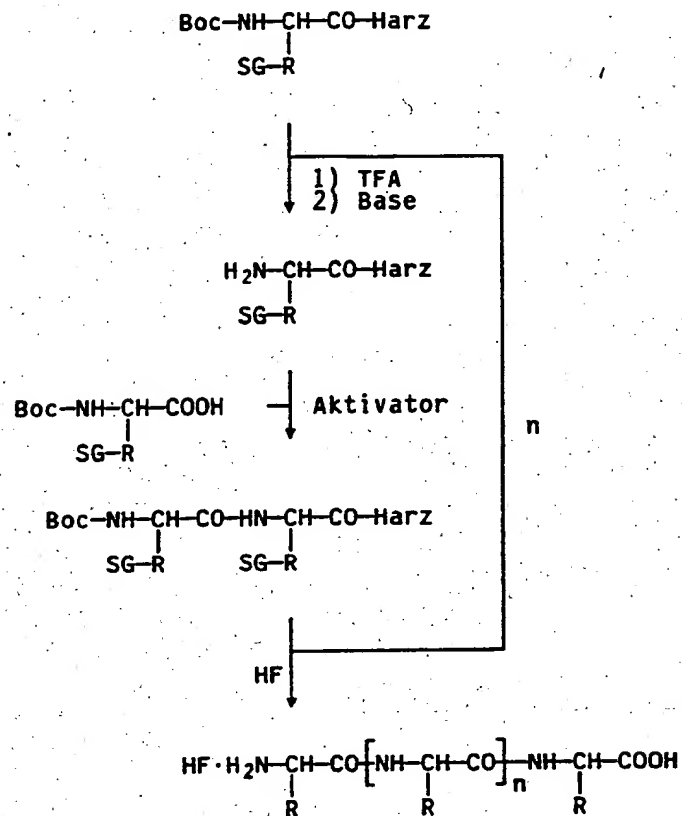 Boc—NH—CH—CO—Harz
SG—R
1) TFA
2) Base
H₂N—CH—CO—Harz
SG—R
Boc—NH—CH—COOH
SG—R
Aktivator
n
Boc—NH—CH—CO—HN—CH—CO—Harz
SG—R SG—R
HF
HF·H₂N—CH—CO[NH—CH—CO]ₙNH—CH—COOH
R R R